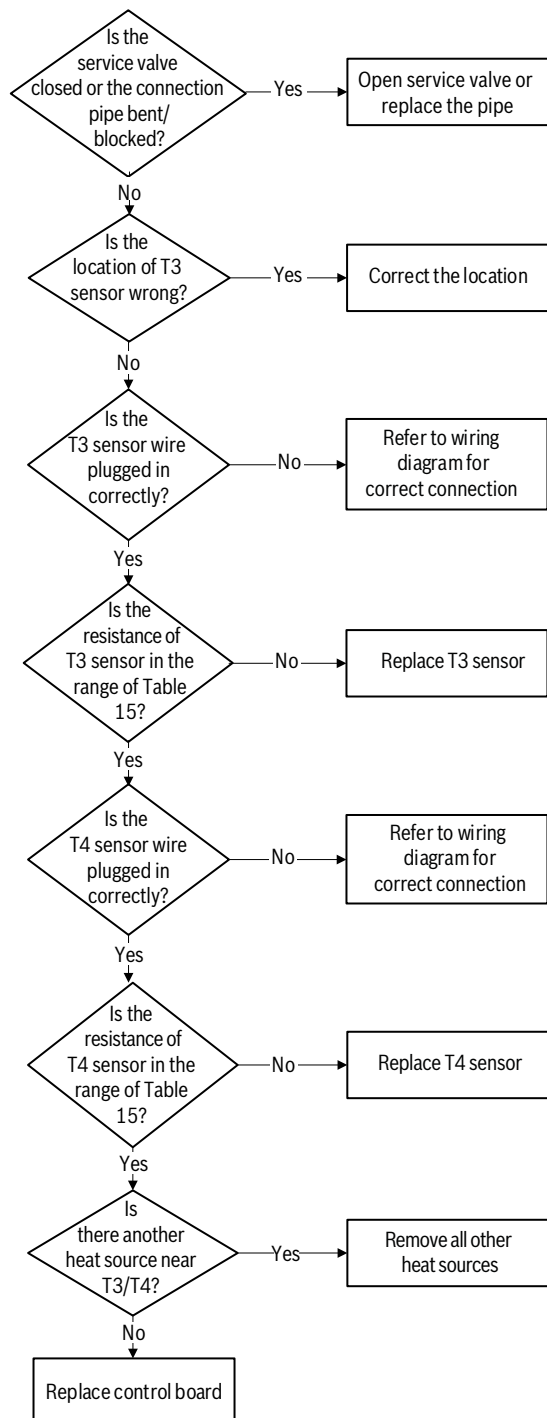 Is the
service valve
closed or the connection
pipe bent/
blocked?
Yes
Open service valve or
replace the pipe
No
Is the
location of T3
sensor wrong?
Yes
Correct the location
No
Is the
T3 sensor wire
plugged in
correctly?
No
Refer to wiring
diagram for
correct connection
Yes
Is the
resistance of
T3 sensor in the
range of Table
15?
No
Replace T3 sensor
Yes
Is the
T4 sensor wire
plugged in
correctly?
No
Refer to wiring
diagram for
correct connection
Yes
Is the
resistance of
T4 sensor in the
range of Table
15?
No
Replace T4 sensor
Yes
Is
there another
heat source near
T3/T4?
Yes
Remove all other
heat sources
No
Replace control board